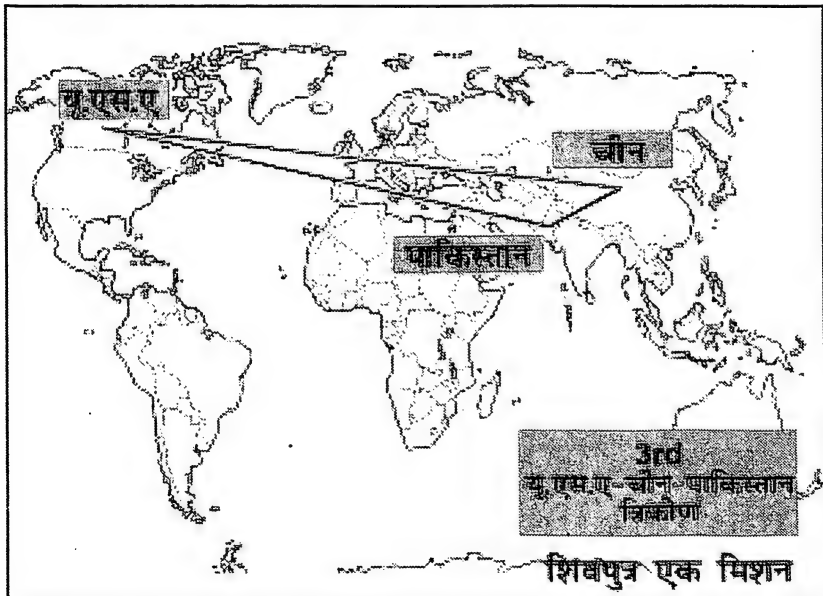 यू.एस.ए
चीन
पाकिस्तान
3rd
यू.एस.ए-चीन-पाकिस्तान
त्रिकोण
शिवपुत्र एक मिशन